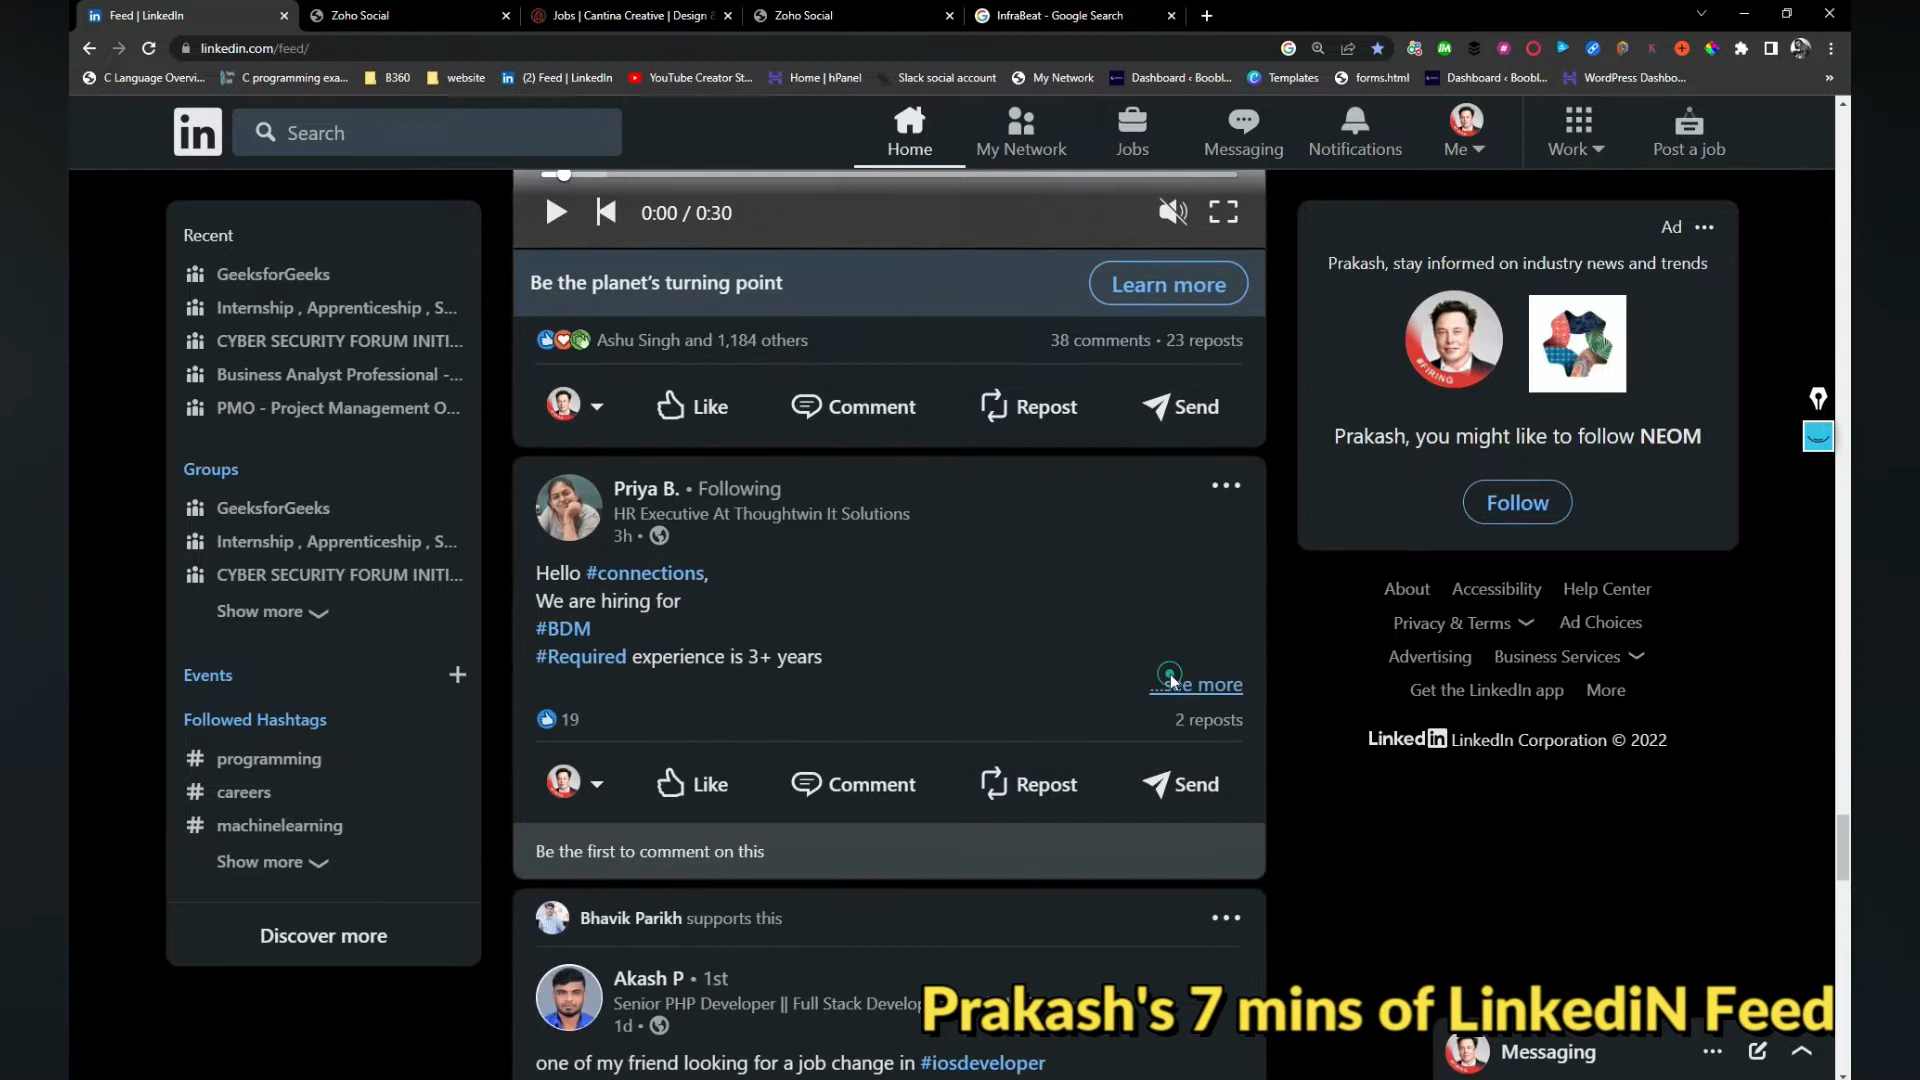 Feed | LinkedIn
Zoho Social
Jobs | Cantina Creative | Design
Zoho Social
InfraBeat - Google Search
linkedin.com/feed/
C Language Overvi...
C programming exa...
B360
website
(2) Feed | LinkedIn
YouTube Creator St...
Home | hPanel
Slack social account
My Network
Dashboard ‹ Boobl...
Templates
forms.html
Dashboard ‹ Boobl...
WordPress Dashbo...
in
Search
Home
My Network
Jobs
Messaging
Notifications
Me
Work
Post a job
Recent
GeeksforGeeks
Internship , Apprenticeship , S...
CYBER SECURITY FORUM INITI...
Business Analyst Professional -...
PMO - Project Management O...
Groups
GeeksforGeeks
Internship , Apprenticeship , S...
CYBER SECURITY FORUM INITI...
Show more
Events
Followed Hashtags
# programming
# careers
# machinelearning
Show more
Discover more
0:00 / 0:30
Be the planet's turning point
Learn more
Ashu Singh and 1,184 others
38 comments • 23 reposts
Like
Comment
Repost
Send
Priya B. • Following
HR Executive At Thoughtwin It Solutions
3h •
Hello #connections,
We are hiring for
#BDM
#Required experience is 3+ years
...see more
19
2 reposts
Like
Comment
Repost
Send
Be the first to comment on this
Bhavik Parikh supports this
Akash P • 1st
Senior PHP Developer || Full Stack Develo
1d •
one of my friend looking for a job change in #iosdeveloper
Ad
Prakash, stay informed on industry news and trends
#FIRING
Prakash, you might like to follow NEOM
Follow
About
Accessibility
Help Center
Privacy & Terms
Ad Choices
Advertising
Business Services
Get the LinkedIn app
More
Linkedin LinkedIn Corporation © 2022
Prakash's 7 mins of LinkediN Feed
Messaging